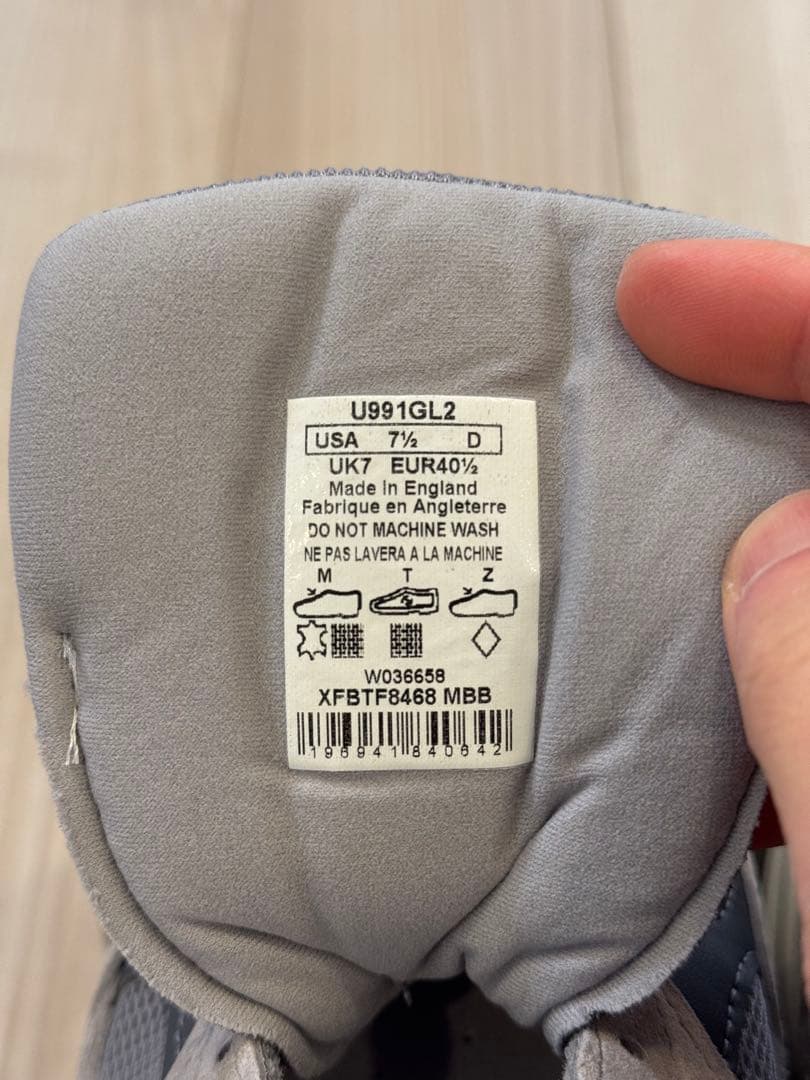 U991GL2
USA 7½ D
UK7 EUR40½
Made in England
Fabrique en Angleterre
DO NOT MACHINE WASH
NE PAS LAVERA A LA MACHINE
M T Z
W036658
XFBTF8468 MBB
196941840642